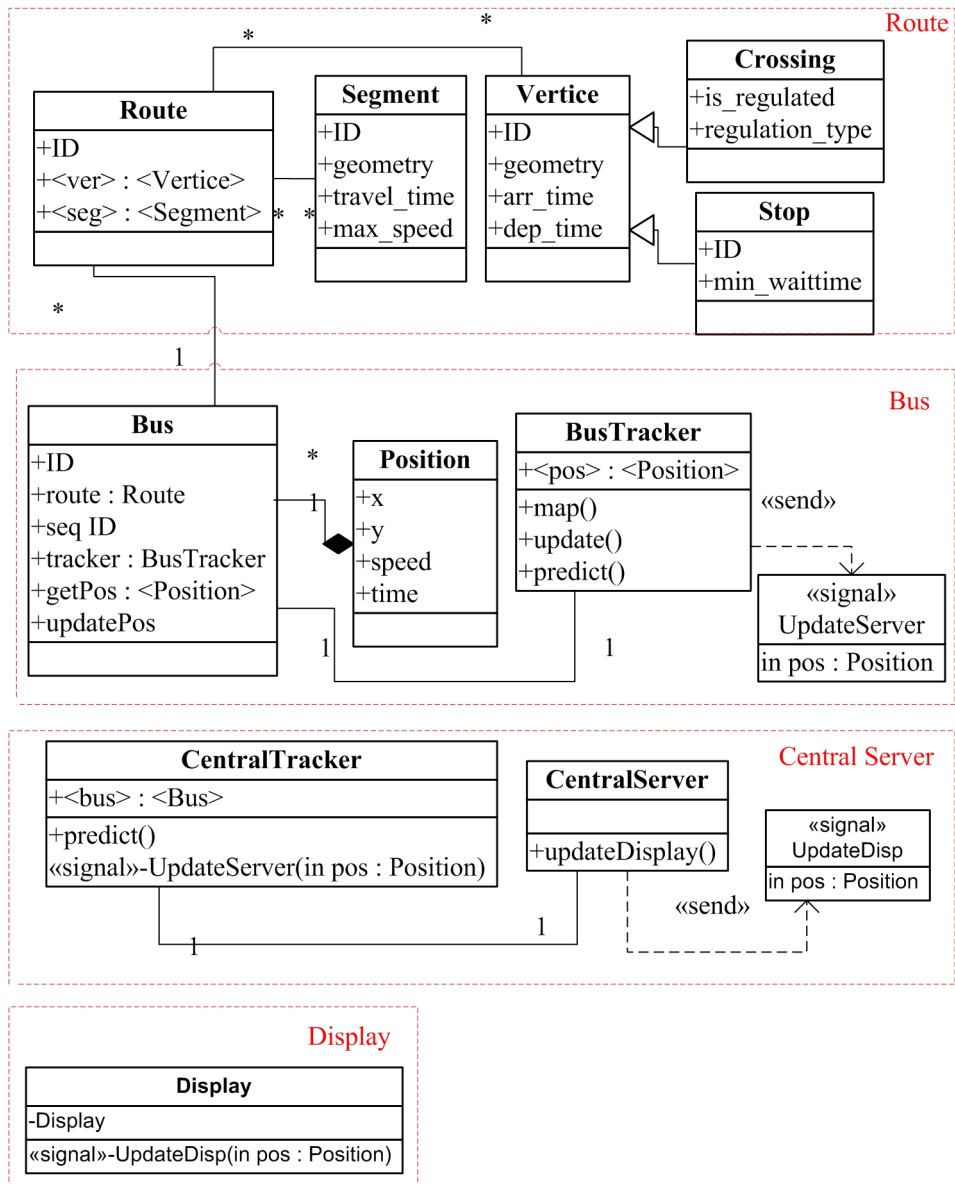 Route
*
*
Route
+ID
+<ver> : <Vertice>
+<seg> : <Segment>
*
*
Segment
+ID
+geometry
+travel_time
+max_speed
Vertice
+ID
+geometry
+arr_time
+dep_time
Crossing
+is_regulated
+regulation_type
Stop
+ID
+min_waittime
*
1
Bus
Bus
+ID
+route : Route
+seq ID
+tracker : BusTracker
+getPos : <Position>
+updatePos
*
1
Position
+x
+y
+speed
+time
BusTracker
+<pos> : <Position>
+map()
+update()
+predict()
«send»
«signal»
UpdateServer
in pos : Position
1
1
Central Server
CentralTracker
+<bus> : <Bus>
+predict()
«signal»-UpdateServer(in pos : Position)
CentralServer
+updateDisplay()
«signal»
UpdateDisp
in pos : Position
«send»
1
1
Display
Display
-Display
«signal»-UpdateDisp(in pos : Position)